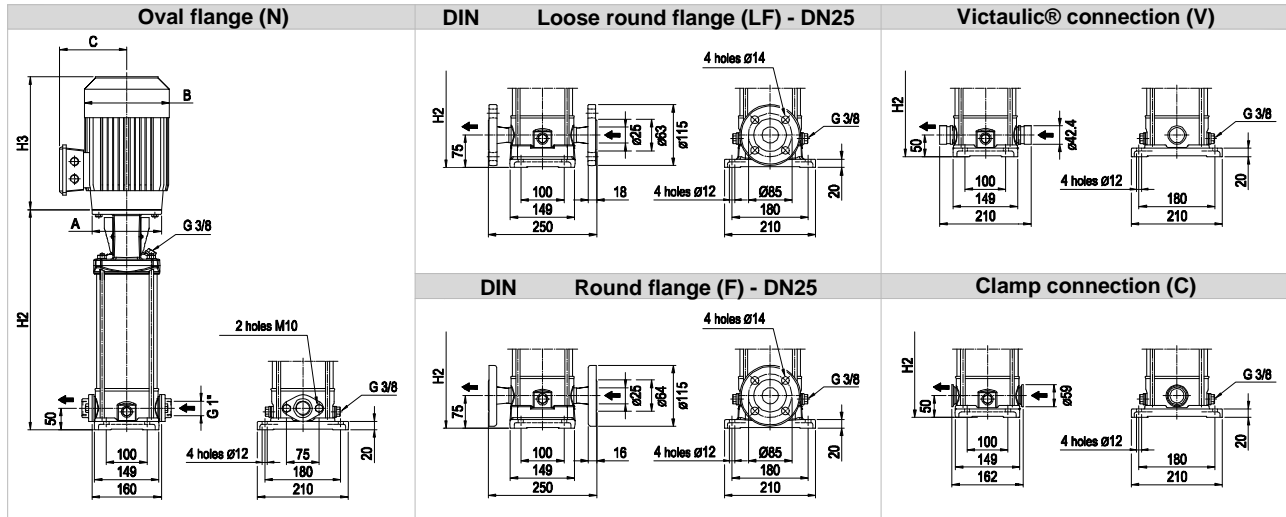 Oval flange (N)
C
B
H3
A
G 3/8
H2
2 holes M10
G 1"
50
G 3/8
100
149
160
4 holes Ø12
75
180
210
20
DIN Loose round flange (LF) - DN25
4 holes Ø14
H2
75
ø25
ø63
ø115
G 3/8
100
18
149
250
4 holes Ø12
Ø85
180
210
20
Victaulic® connection (V)
H2
50
ø42.4
G 3/8
100
149
210
4 holes Ø12
180
210
20
DIN Round flange (F) - DN25
4 holes Ø14
H2
75
ø25
ø64
ø115
G 3/8
100
16
149
250
4 holes Ø12
Ø85
180
210
20
Clamp connection (C)
H2
50
ø59
G 3/8
100
149
162
4 holes Ø12
180
210
20